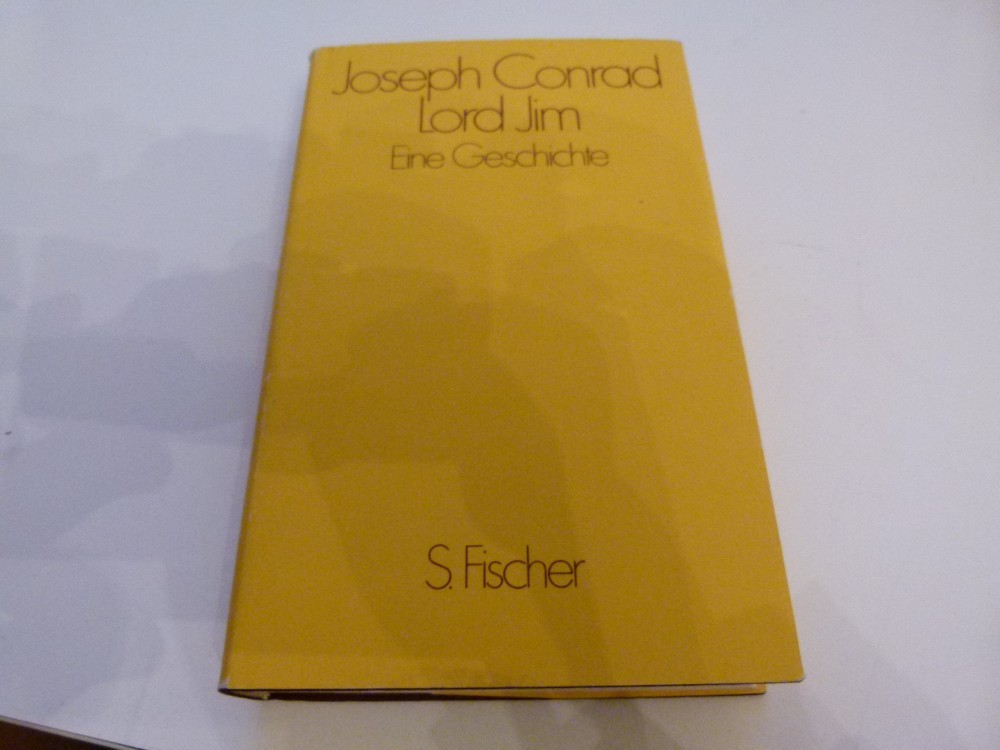 Joseph Conrad
Lord Jim
Eine Geschichte
S. Fischer